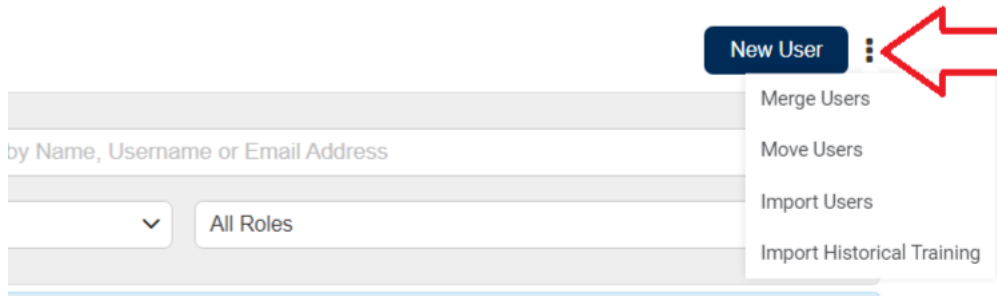 New User
Merge Users
by Name, Username or Email Address
Move Users
Import Users
All Roles
Import Historical Training